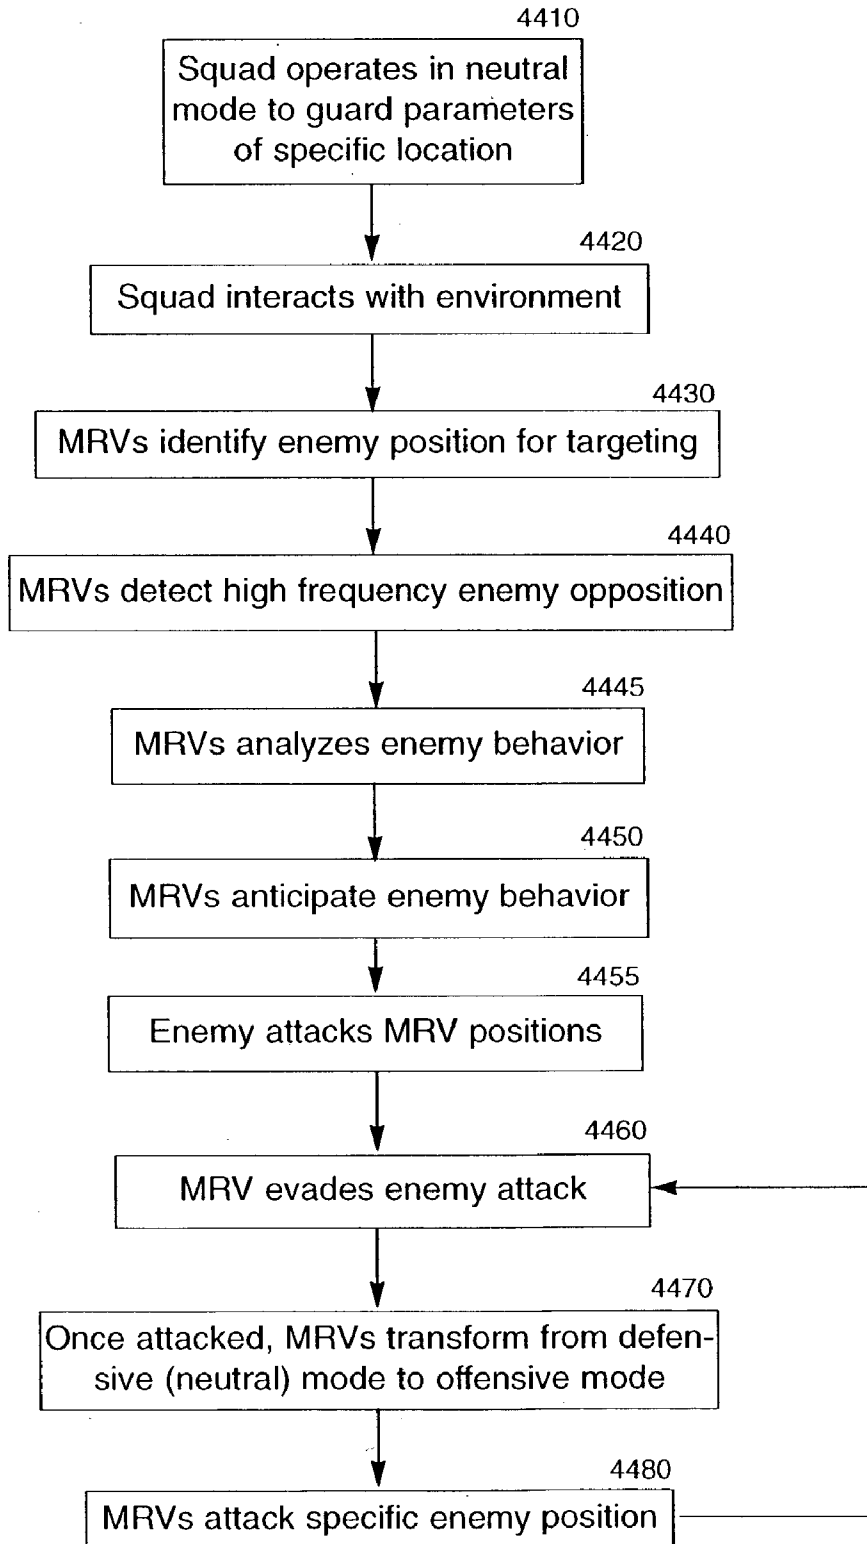 4410
Squad operates in neutral
mode to guard parameters
of specific location
4420
Squad interacts with environment
4430
MRVs identify enemy position for targeting
4440
MRVs detect high frequency enemy opposition
4445
MRVs analyzes enemy behavior
4450
MRVs anticipate enemy behavior
4455
Enemy attacks MRV positions
4460
MRV evades enemy attack
4470
Once attacked, MRVs transform from defen-
sive (neutral) mode to offensive mode
4480
MRVs attack specific enemy position